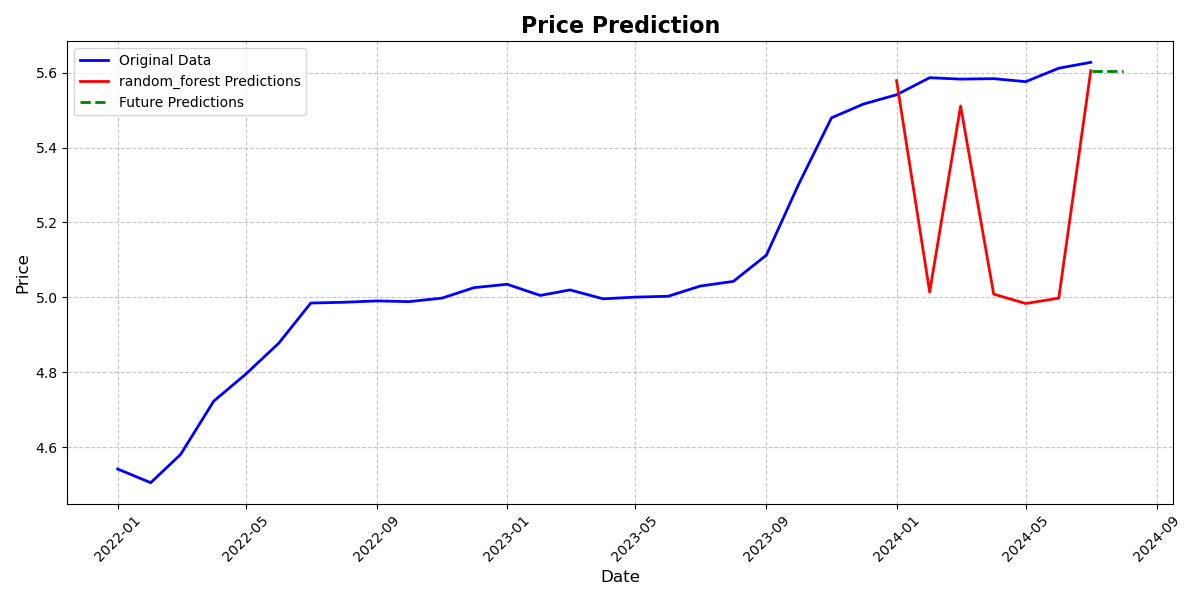 Price Prediction
Original Data
random_forest Predictions
Future Predictions
Price
5.6
5.4
5.2
5.0
4.8
4.6
2022-01
2022-05
2022-09
2023-01
2023-05
2023-09
2024-01
2024-05
2024-09
Date